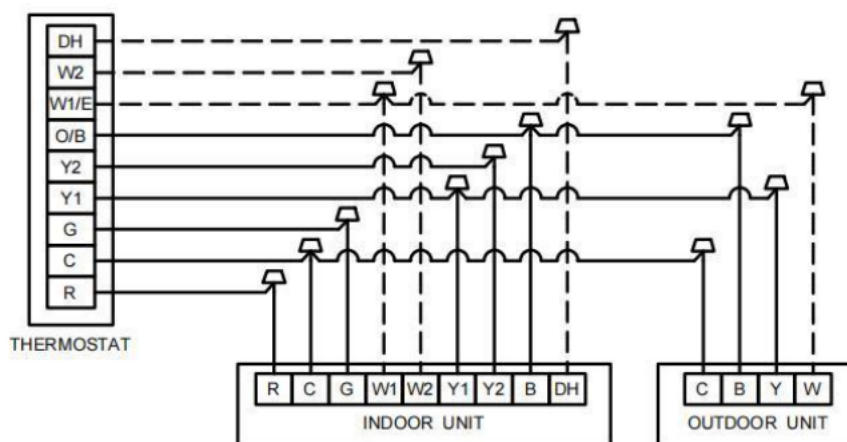 DH
W2
W1/E
O/B
Y2
Y1
G
C
R
THERMOSTAT
R C G W1 W2 Y1 Y2 B DH
INDOOR UNIT
C B Y W
OUTDOOR UNIT